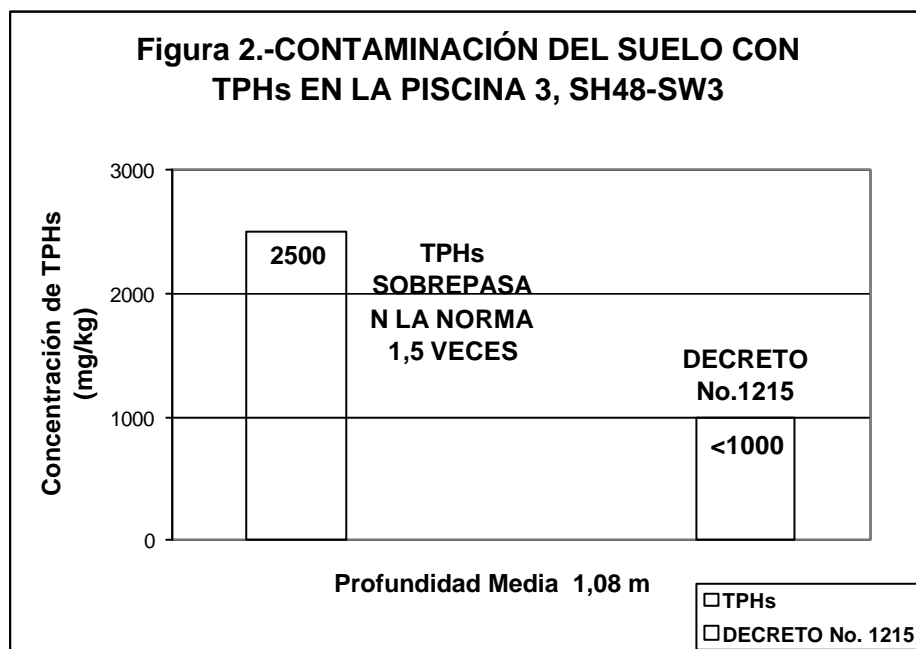 Figura 2.-CONTAMINACIÓN DEL SUELO CON
TPHs EN LA PISCINA 3, SH48-SW3
Concentración de TPHs
(mg/kg)
3000
2000
1000
0
2500
TPHs
SOBREPASA
N LA NORMA
1,5 VECES
DECRETO
No.1215
<1000
Profundidad Media 1,08 m
TPHs
DECRETO No. 1215